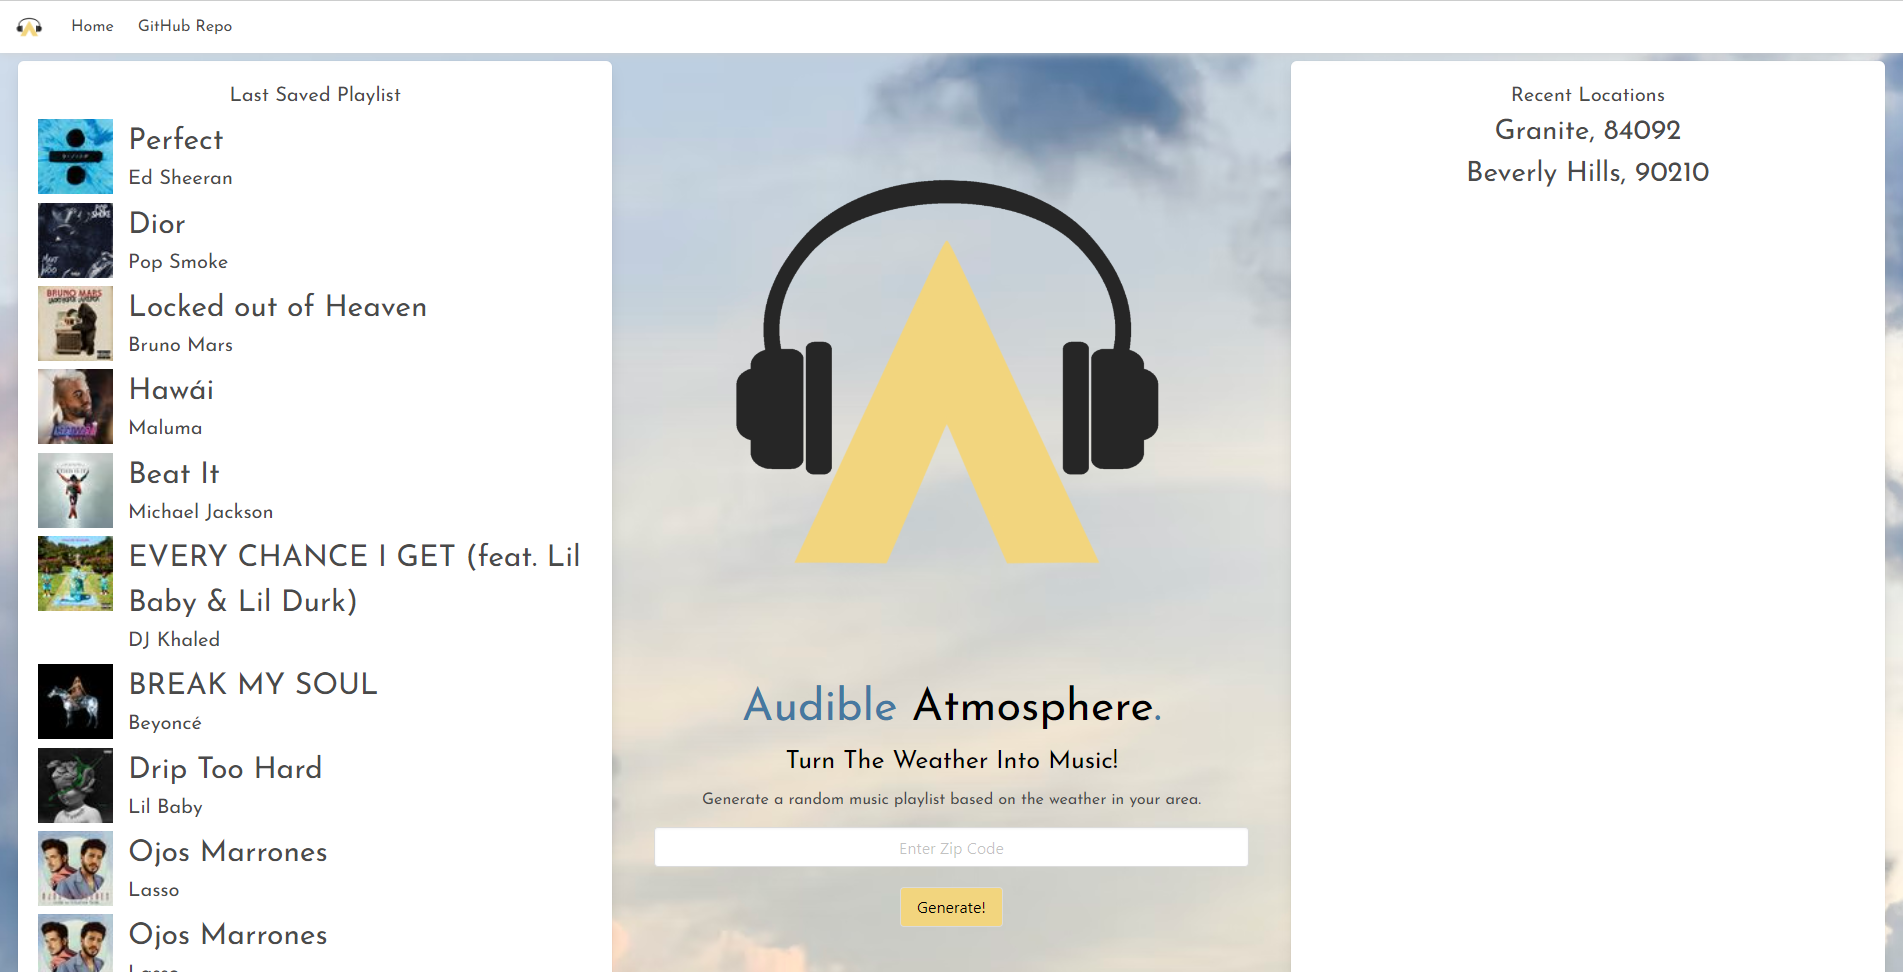 Home GitHub Repo
Last Saved Playlist
Perfect
Ed Sheeran
Dior
Pop Smoke
Locked out of Heaven
Bruno Mars
Hawái
Maluma
Beat It
Michael Jackson
EVERY CHANCE I GET (feat. Lil
Baby & Lil Durk)
DJ Khaled
BREAK MY SOUL
Beyoncé
Drip Too Hard
Lil Baby
Ojos Marrones
Lasso
Ojos Marrones
Lasso
Audible Atmosphere.
Turn The Weather Into Music!
Generate a random music playlist based on the weather in your area.
Enter Zip Code
Generate!
Recent Locations
Granite, 84092
Beverly Hills, 90210